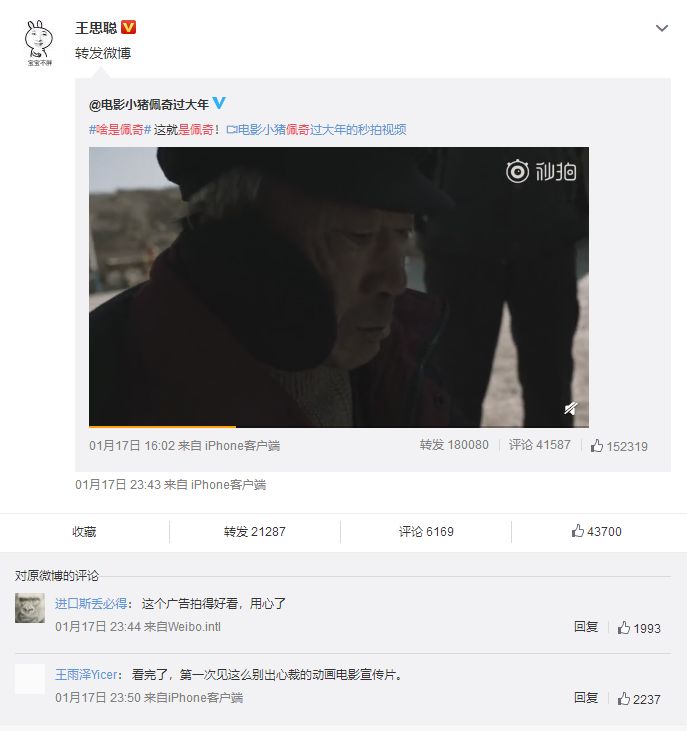 王思聪
宝宝不胖
转发微博
@电影小猪佩奇过大年
#啥是佩奇# 这就是佩奇！ 电影小猪佩奇过大年的秒拍视频
秒拍
01月17日 16:02 来自 iPhone客户端 转发 180080 评论 41587 152319
01月17日 23:43 来自 iPhone客户端
收藏 转发 21287 评论 6169 43700
对原微博的评论
进口斯丢必得： 这个广告拍得好看，用心了
01月17日 23:44 来自Weibo.intl 回复 1993
王雨泽Yicer： 看完了，第一次见这么别出心裁的动画电影宣传片。
01月17日 23:50 来自iPhone客户端 回复 2237